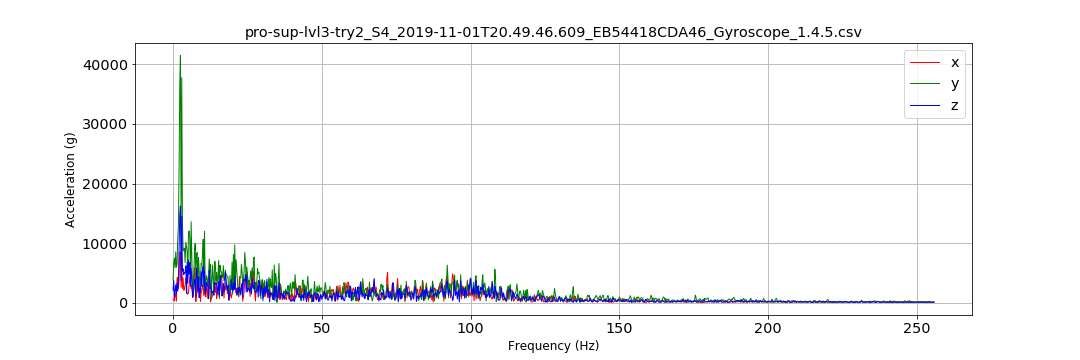 pro-sup-lvl3-try2_S4_2019-11-01T20.49.46.609_EB54418CDA46_Gyroscope_1.4.5.csv
40000
30000
20000
10000
0
Acceleration (g)
x
y
z
0
50
100
150
200
250
Frequency (Hz)